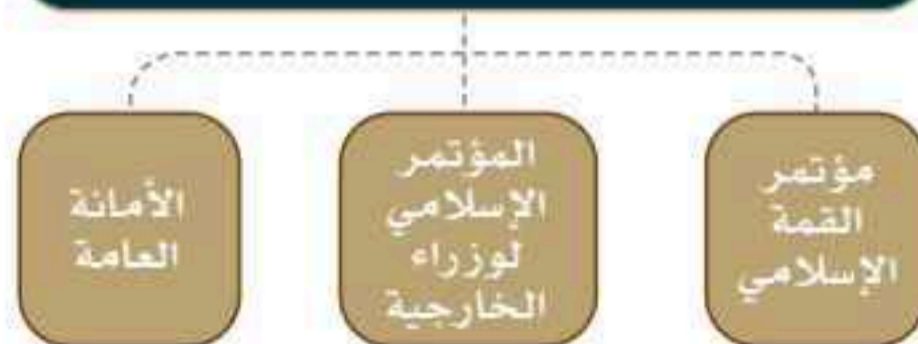 مؤتمر
القمة
الإسلامي
المؤتمر
الإسلامي
لوزراء
الخارجية
الأمانة
العامة